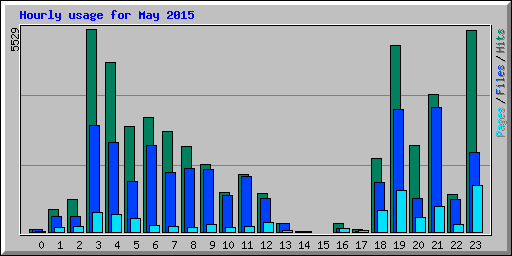 Hourly usage for May 2015
5529
Pages/Files/Hits
0 1 2 3 4 5 6 7 8 9 10 11 12 13 14 15 16 17 18 19 20 21 22 23